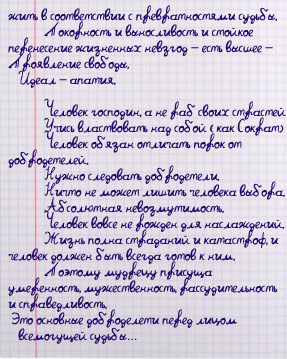 жить в соответствии с превратностями судьбы.
Покорность и выносливость и стойкое
перенесение жизненных невзгод – есть высшее –
Проявление свободы.
Идеал – апатия.
Человек господин, а не раб своих страстей
Учись властвовать над собой (как Сократ)
Человек обязан отличать порок от
добродетелей.
Нужно следовать добродетели.
Ничто не может лишить человека выбора.
Абсолютная невозмутимость.
Человек вовсе не рожден для наслаждений.
Жизнь полна страданий и катастроф, и
человек должен быть всегда готов к ним.
Поэтому мудрецу присуща
умеренность, мужественность, рассудительность
и справедливость.
Это основные добродетели перед лицом
всемогущей судьбы...